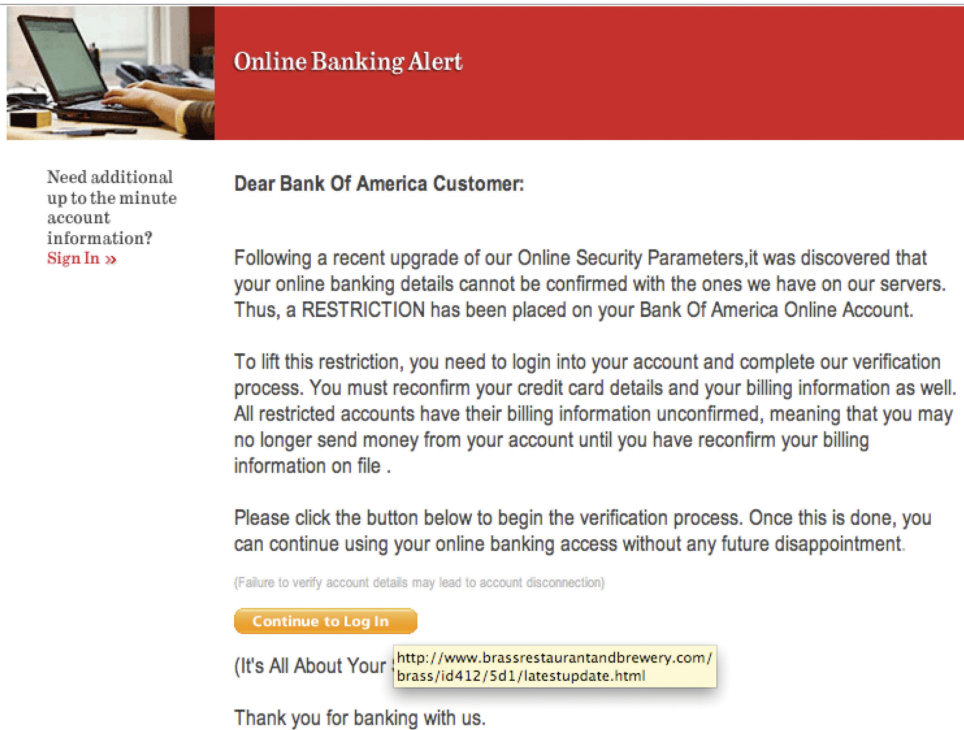 Online Banking Alert
Need additional
up to the minute
account
information?
Sign In »
Dear Bank Of America Customer:
Following a recent upgrade of our Online Security Parameters,it was discovered that
your online banking details cannot be confirmed with the ones we have on our servers.
Thus, a RESTRICTION has been placed on your Bank Of America Online Account.
To lift this restriction, you need to login into your account and complete our verification
process. You must reconfirm your credit card details and your billing information as well.
All restricted accounts have their billing information unconfirmed, meaning that you may
no longer send money from your account until you have reconfirm your billing
information on file .
Please click the button below to begin the verification process. Once this is done, you
can continue using your online banking access without any future disappointment.
(Failure to verify account details may lead to account disconnection)
Continue to Log In
(It's All About Your
http://www.brassrestaurantandbrewery.com/
brass/id412/5d1/latestupdate.html
Thank you for banking with us.